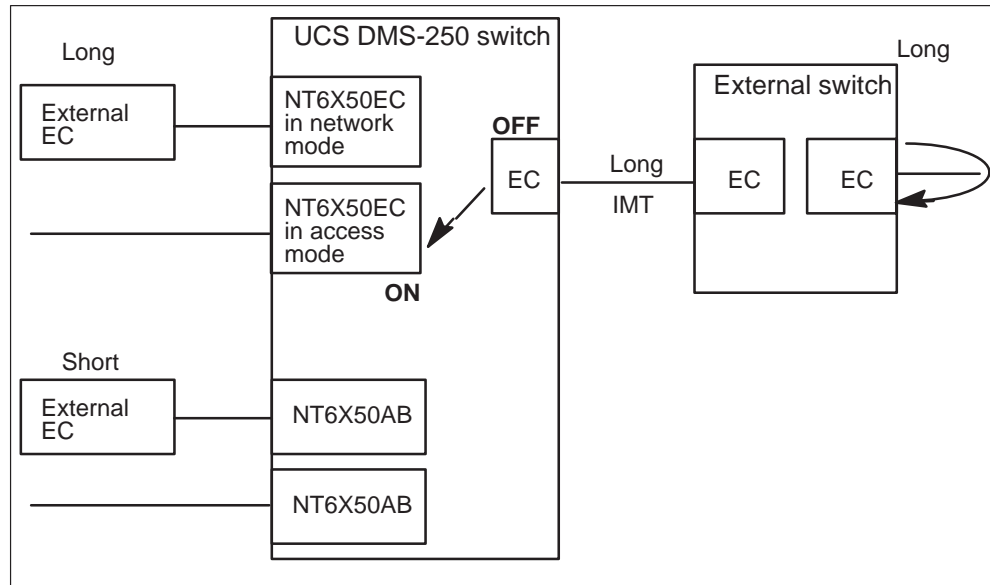 UCS DMS-250 switch
Long
External
EC
NT6X50EC
in network
mode
OFF
EC
NT6X50EC
in access
mode
ON
Long
IMT
External switch
Long
EC
EC
Short
External
EC
NT6X50AB
NT6X50AB